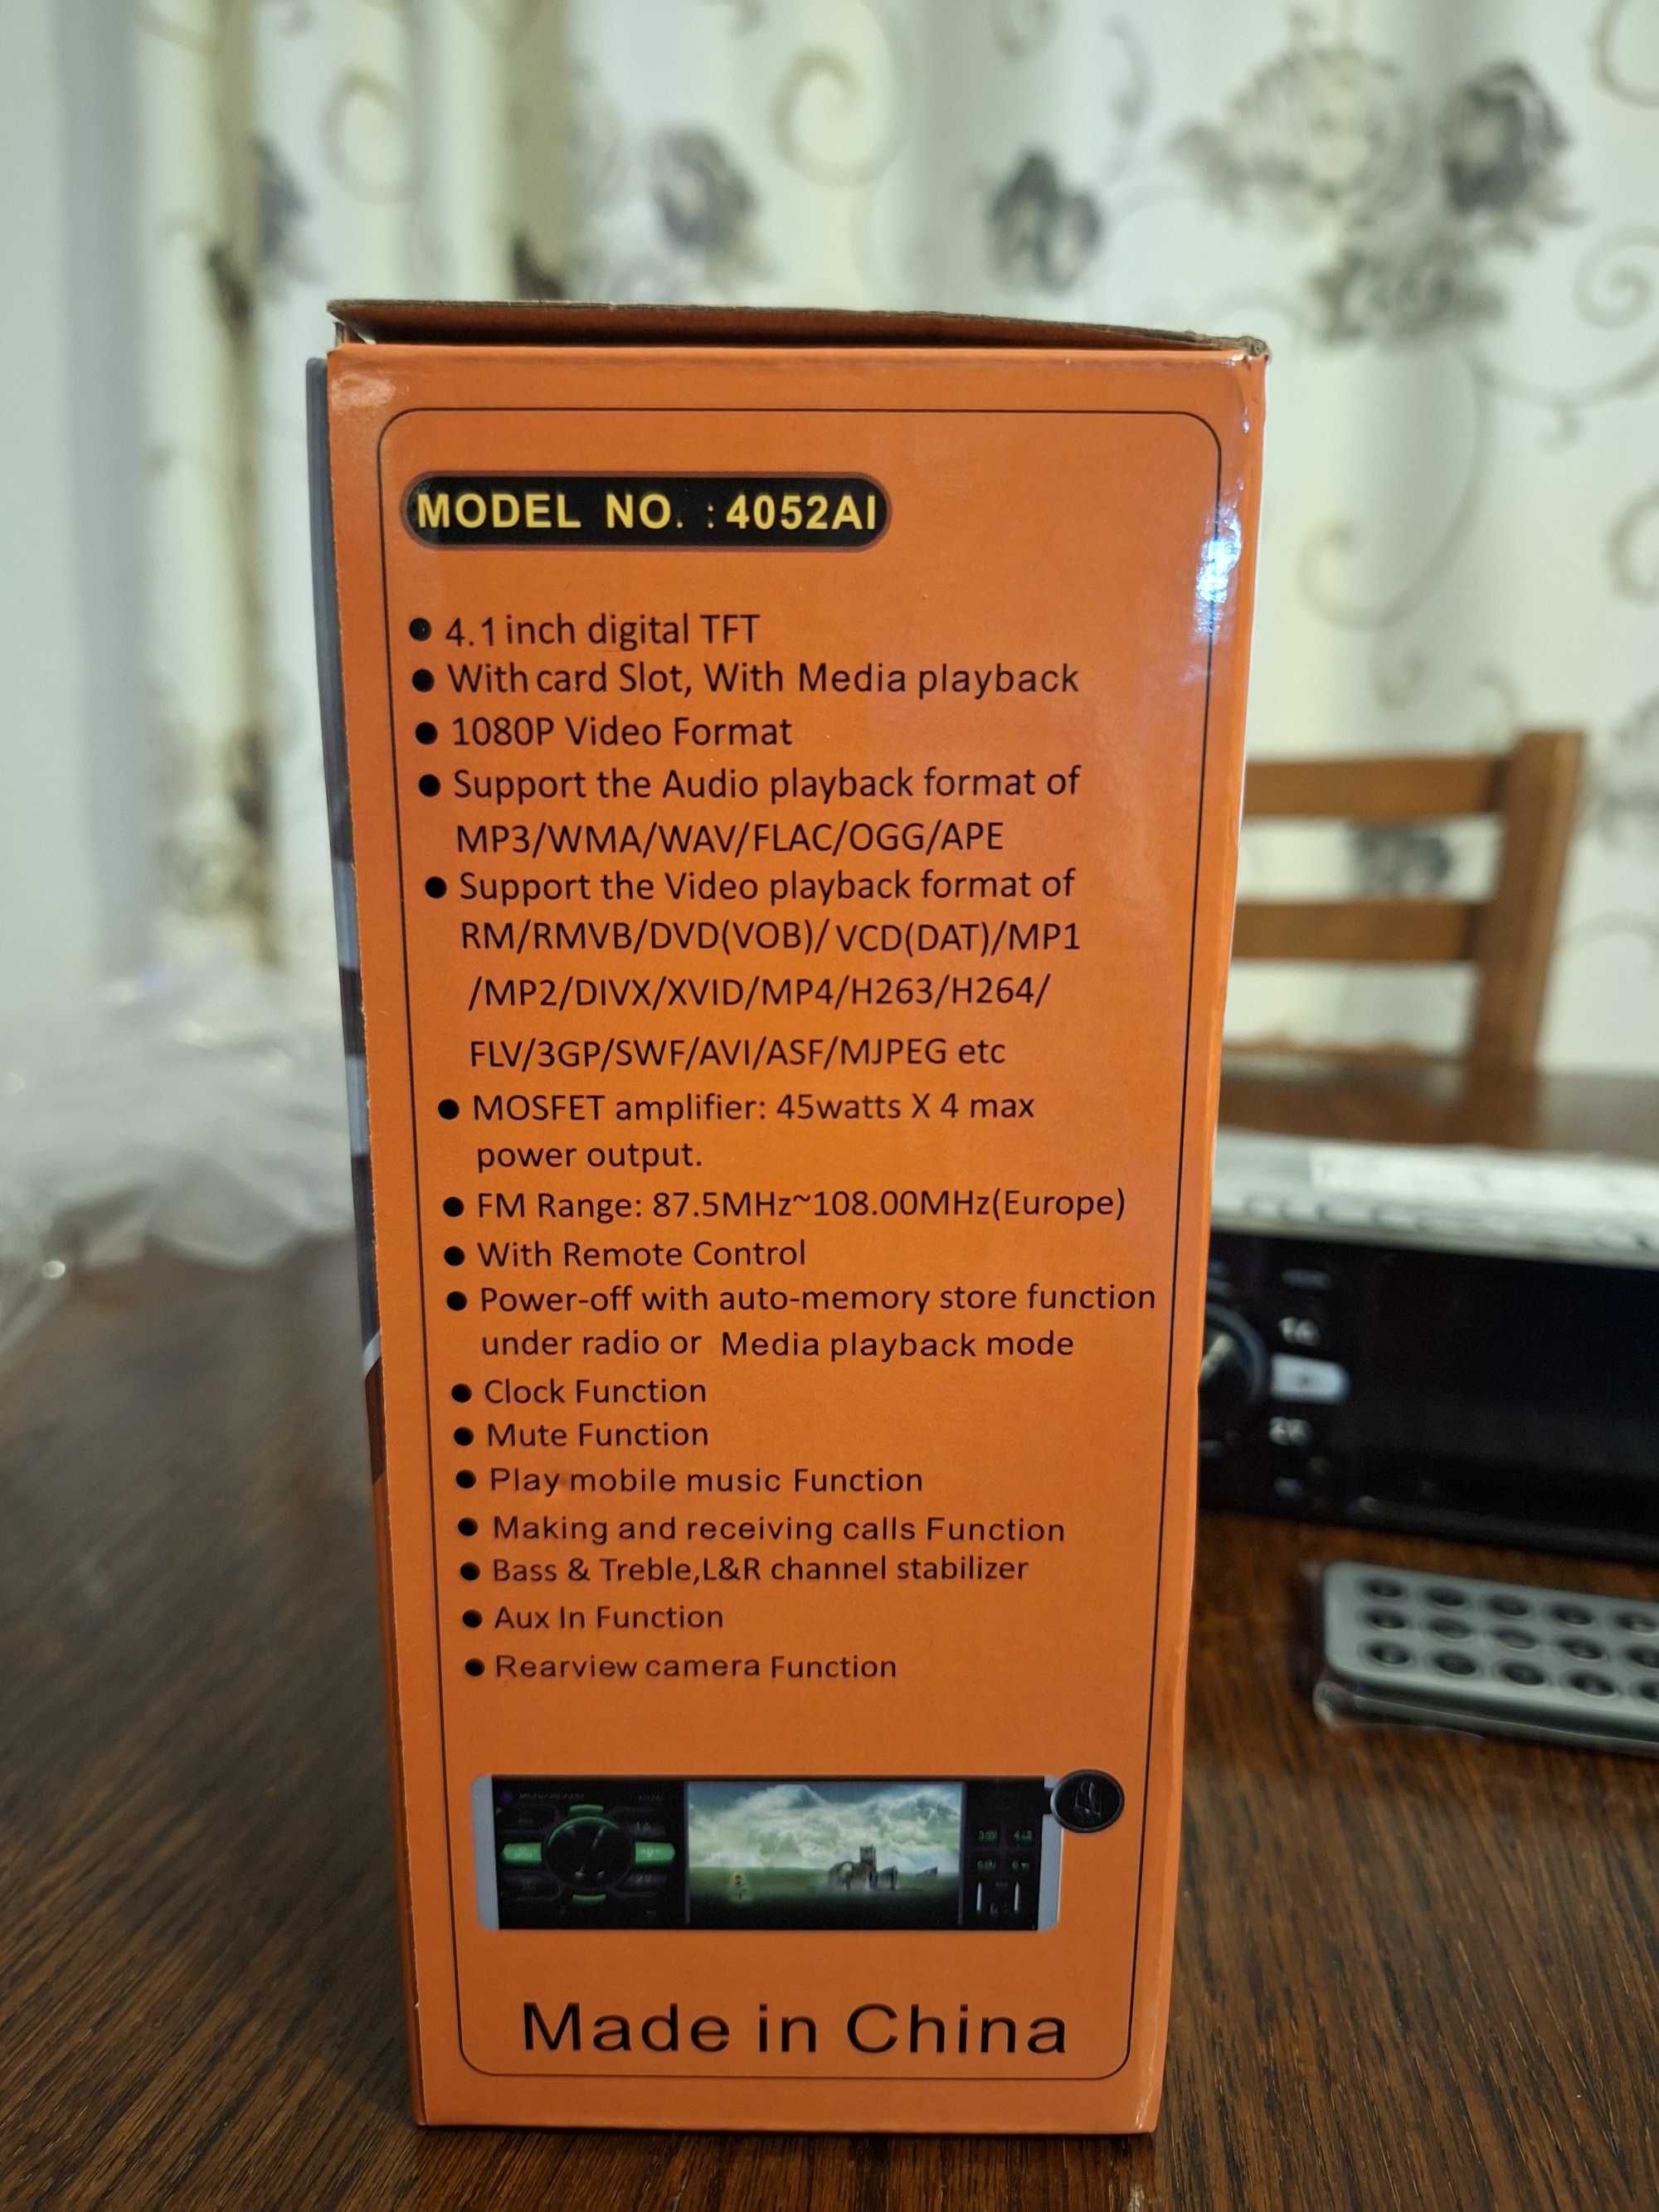 MODEL NO. : 4052AI
● 4.1 inch digital TFT
● With card Slot, With Media playback
● 1080P Video Format
● Support the Audio playback format of
MP3/WMA/WAV/FLAC/OGG/APE
● Support the Video playback format of
RM/RMVB/DVD(VOB)/VCD(DAT)/MP1
/MP2/DIVX/XVID/MP4/H263/H264/
FLV/3GP/SWF/AVI/ASF/MJPEG etc
● MOSFET amplifier: 45watts X 4 max
power output.
● FM Range: 87.5MHz~108.00MHz(Europe)
● With Remote Control
● Power-off with auto-memory store function
under radio or Media playback mode
● Clock Function
● Mute Function
● Play mobile music Function
● Making and receiving calls Function
● Bass & Treble,L&R channel stabilizer
● Aux In Function
● Rearview camera Function
Made in China